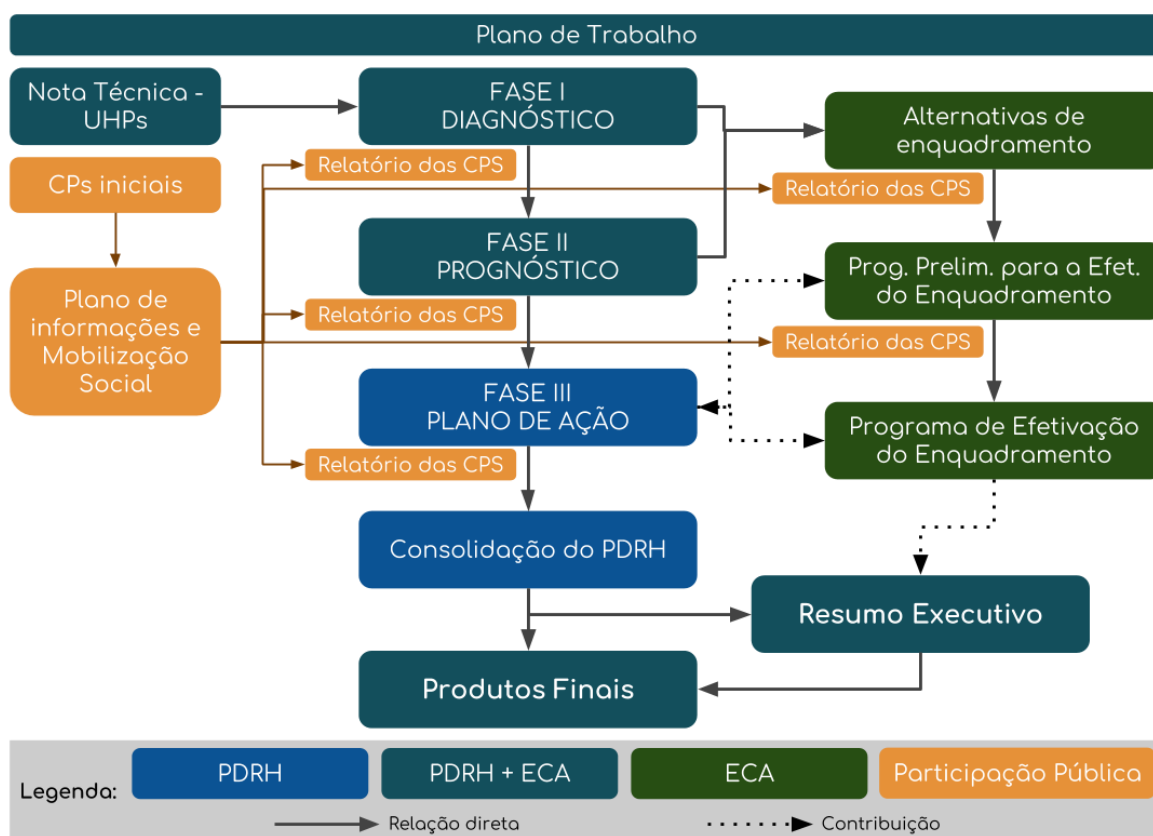 Plano de Trabalho
Nota Técnica -
UHPs
FASE I
DIAGNÓSTICO
Alternativas de
enquadramento
CPs iniciais
Relatório das CPS
Relatório das CPS
FASE II
PROGNÓSTICO
Prog. Prelim. para a Efet.
do Enquadramento
Plano de
informações e
Mobilização
Social
Relatório das CPS
Relatório das CPS
FASE III
PLANO DE AÇÃO
Programa de Efetivação
do Enquadramento
Relatório das CPS
Consolidação do PDRH
Resumo Executivo
Produtos Finais
Legenda:
PDRH
PDRH + ECA
ECA
Participação Pública
Relação direta
Contribuição